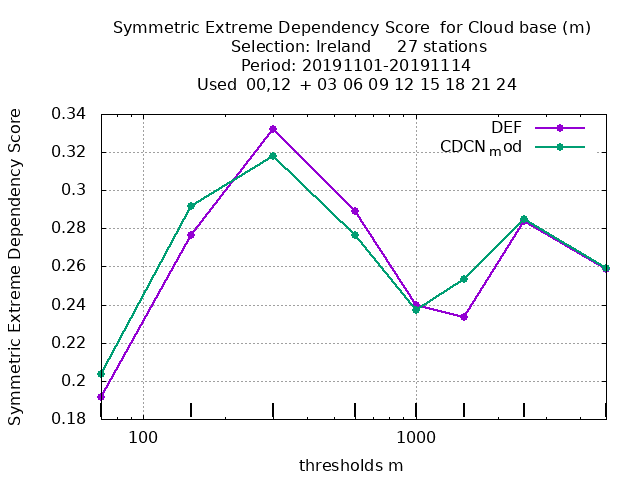 Symmetric Extreme Dependency Score  for Cloud base (m)
Selection: Ireland     27 stations
Period: 20191101-20191114
Used  00,12  + 03 06 09 12 15 18 21 24
DEF
CDCN_mod
Symmetric Extreme Dependency Score
0.34
0.32
0.3
0.28
0.26
0.24
0.22
0.2
0.18
100
1000
thresholds m